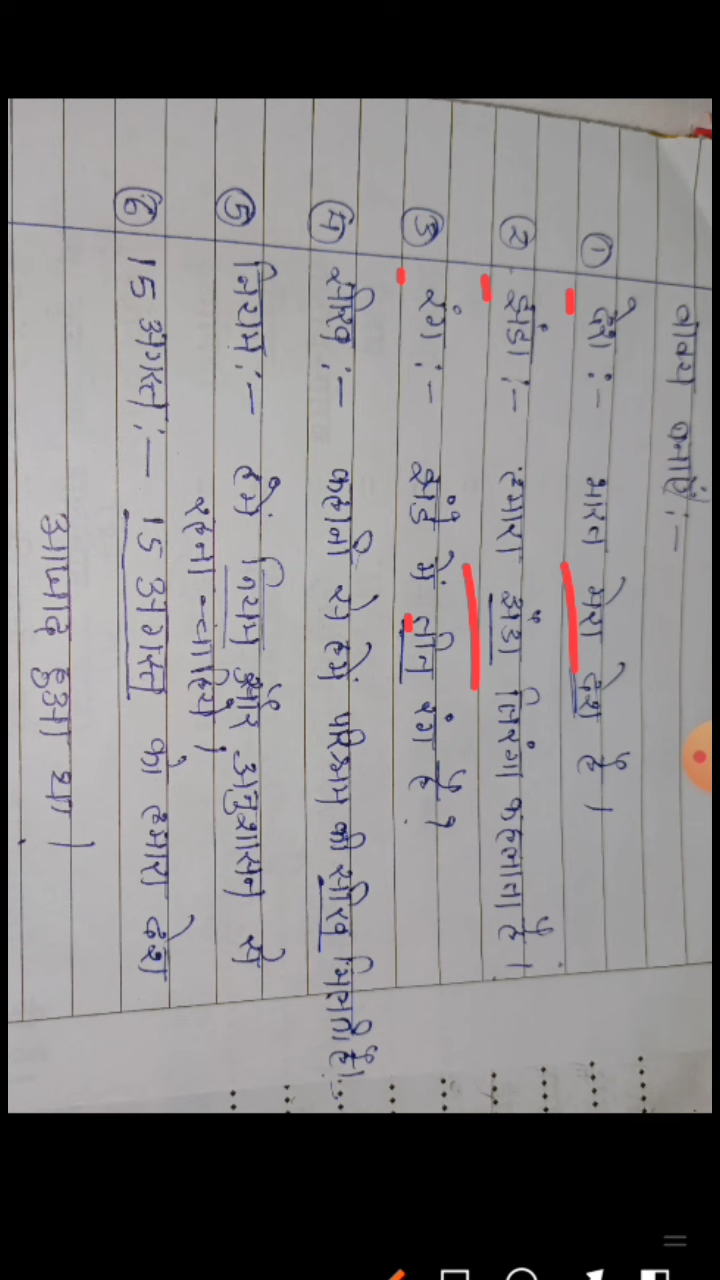 वाक्य बनाएं :-
① देश :- भारत मेरा देश है।
② झंडा :- हमारा झंडा तिरंगा कहलाता है।
③ रंग :- झंडे में तीन रंग है?
④ सीख :- कहानी से हमें परिश्रम की सीख मिलती है।
⑤ नियम :- हमें नियम और अनुशासन से
रहना चाहिये।
⑥ 15 अगस्त :- 15 अगस्त को हमारा देश
आजाद हुआ था।